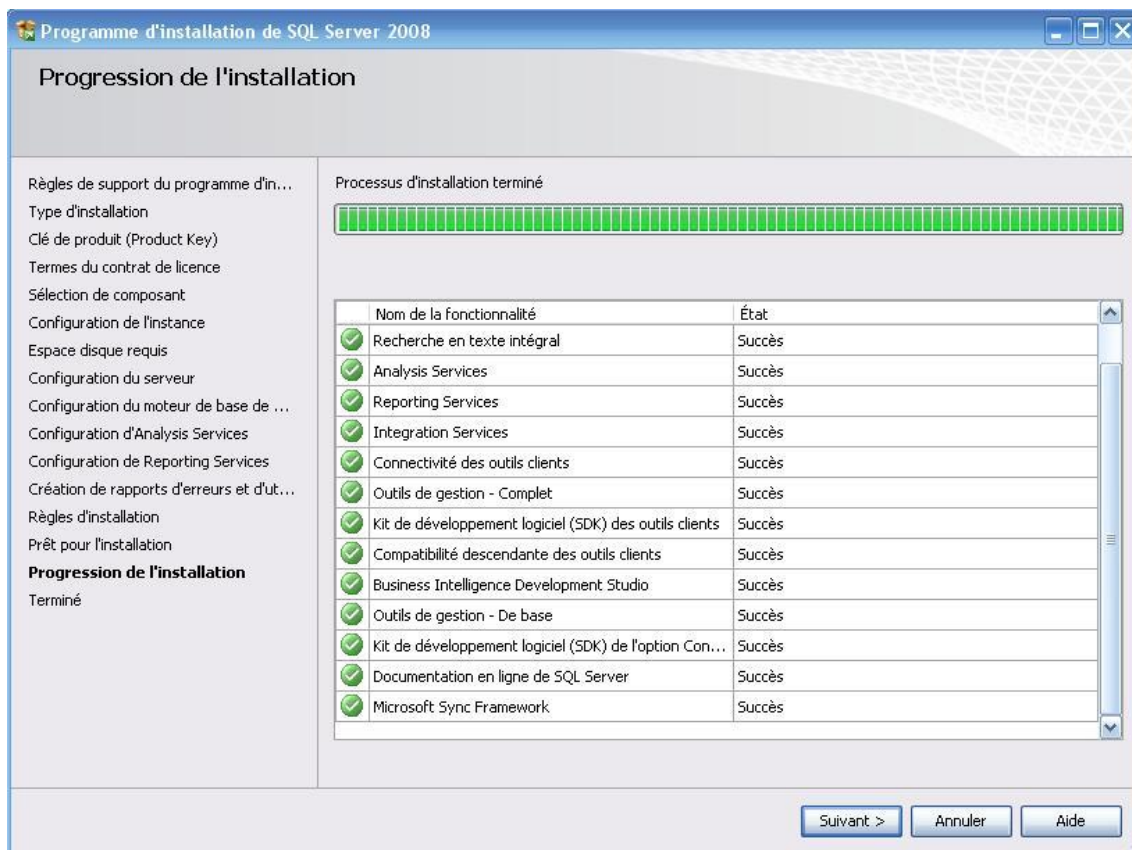 Programme d'installation de SQL Server 2008
Progression de l'installation
Règles de support du programme d'in...
Type d'installation
Clé de produit (Product Key)
Termes du contrat de licence
Sélection de composant
Configuration de l'instance
Espace disque requis
Configuration du serveur
Configuration du moteur de base de ...
Configuration d'Analysis Services
Configuration de Reporting Services
Création de rapports d'erreurs et d'ut...
Règles d'installation
Prêt pour l'installation
Progression de l'installation
Terminé
Processus d'installation terminé
Nom de la fonctionnalité État
Recherche en texte intégral Succès
Analysis Services Succès
Reporting Services Succès
Integration Services Succès
Connectivité des outils clients Succès
Outils de gestion - Complet Succès
Kit de développement logiciel (SDK) des outils clients Succès
Compatibilité descendante des outils clients Succès
Business Intelligence Development Studio Succès
Outils de gestion - De base Succès
Kit de développement logiciel (SDK) de l'option Con... Succès
Documentation en ligne de SQL Server Succès
Microsoft Sync Framework Succès
Suivant > Annuler Aide